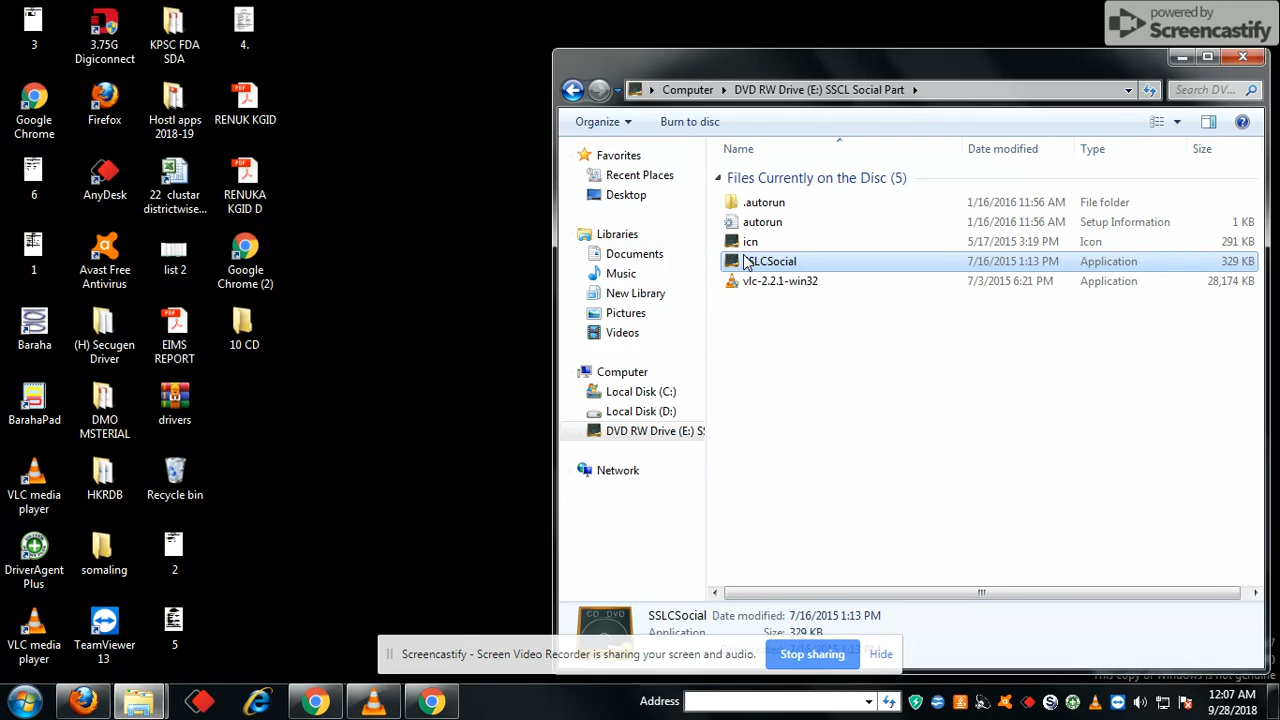 powered by
Screencastify
3
3.75G
Digiconnect
KPSC FDA
SDA
4.
Google
Chrome
Firefox
Hostl apps
2018-19
RENUK KGID
6
AnyDesk
22 clustar
districtwise...
RENUKA
KGID D
1
Avast Free
Antivirus
list 2
Google
Chrome (2)
Baraha
(H) Secugen
Driver
EIMS
REPORT
10 CD
BarahaPad
DMO
MSTERIAL
drivers
VLC media
player
HKRDB
Recycle bin
DriverAgent
Plus
somaling
2
VLC media
player
TeamViewer
13
5
Computer DVD RW Drive (E:) SSCL Social Part
Search DV...
Organize Burn to disc
Favorites
Recent Places
Desktop
Libraries
Documents
Music
New Library
Pictures
Videos
Computer
Local Disk (C:)
Local Disk (D:)
DVD RW Drive (E:) S
Network
Name Date modified Type Size
Files Currently on the Disc (5)
.autorun 1/16/2016 11:56 AM File folder
autorun 1/16/2016 11:56 AM Setup Information 1 KB
icn 5/17/2015 3:19 PM Icon 291 KB
SLCSocial 7/16/2015 1:13 PM Application 329 KB
vlc-2.2.1-win32 7/3/2015 6:21 PM Application 28,174 KB
CD DVD
SSLCSocial Date modified: 7/16/2015 1:13 PM
Application Size: 329 KB
Screencastify - Screen Video Recorder is sharing your screen and audio. Stop sharing Hide
This copy of Windows is not genuine
Address
12:07 AM
9/28/2018